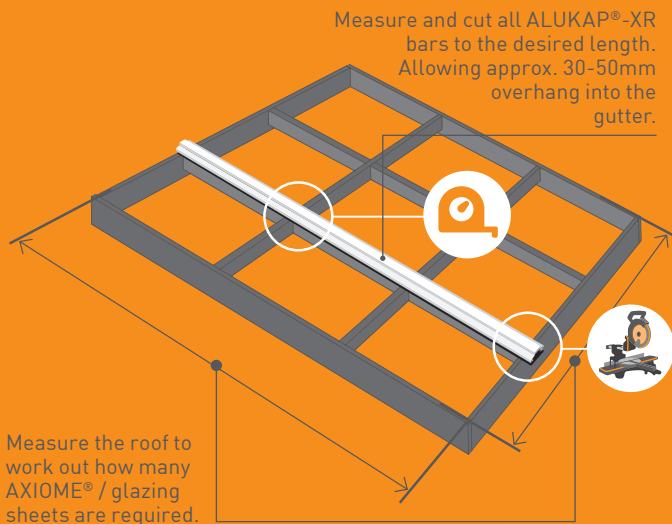 Measure and cut all ALUKAP®-XR
bars to the desired length.
Allowing approx. 30-50mm
overhang into the
gutter.
Measure the roof to
work out how many
AXIOME® / glazing
sheets are required.